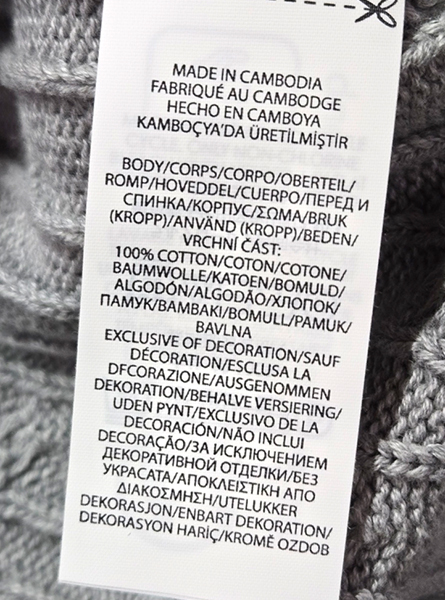 MADE IN CAMBODIA
FABRIQUÉ AU CAMBODGE
HECHO EN CAMBOYA
KAMBOÇYA'DA ÜRETİLMİŞTİR
BODY/CORPS/CORPO/OBERTEIL/
ROMP/HOVEDDEL/CUERPO/ПЕРЕД И
СПИНКА/КОРПУС/ΣΩΜΑ/BRUK
(KROPP)/ANVÄND (KROPP)/BEDEN/
VRCHNÍ ČÁST:
100% COTTON/COTON/COTONE/
BAUMWOLLE/KATOEN/BOMULD/
ALGODÓN/ALGODÃO/ХЛОПОК/
ПАМУК/BAMBAKI/BOMULL/PAMUK/
BAVLNA
EXCLUSIVE OF DECORATION/SAUF
DÉCORATION/ESCLUSA LA
DFCORAZIONE/AUSGENOMMEN
DEKORATION/BEHALVE VERSIERING/
UDEN PYNT/EXCLUSIVO DE LA
DECORACIÓN/NÃO INCLUI
DECORAÇÃO/ЗА ИСКЛЮЧЕНИЕМ
ДЕКОРАТИВНОЙ ОТДЕЛКИ/БЕЗ
УКРАСАТА/ΑΠΟΚΛΕΙΣΤΙΚΗ ΑΠΟ
ΔΙΑΚΟΣΜΗΣΗ/UTELUKKER
DEKORASJON/ENBART DEKORATION/
DEKORASYON HARİÇ/KROMĚ OZDOB